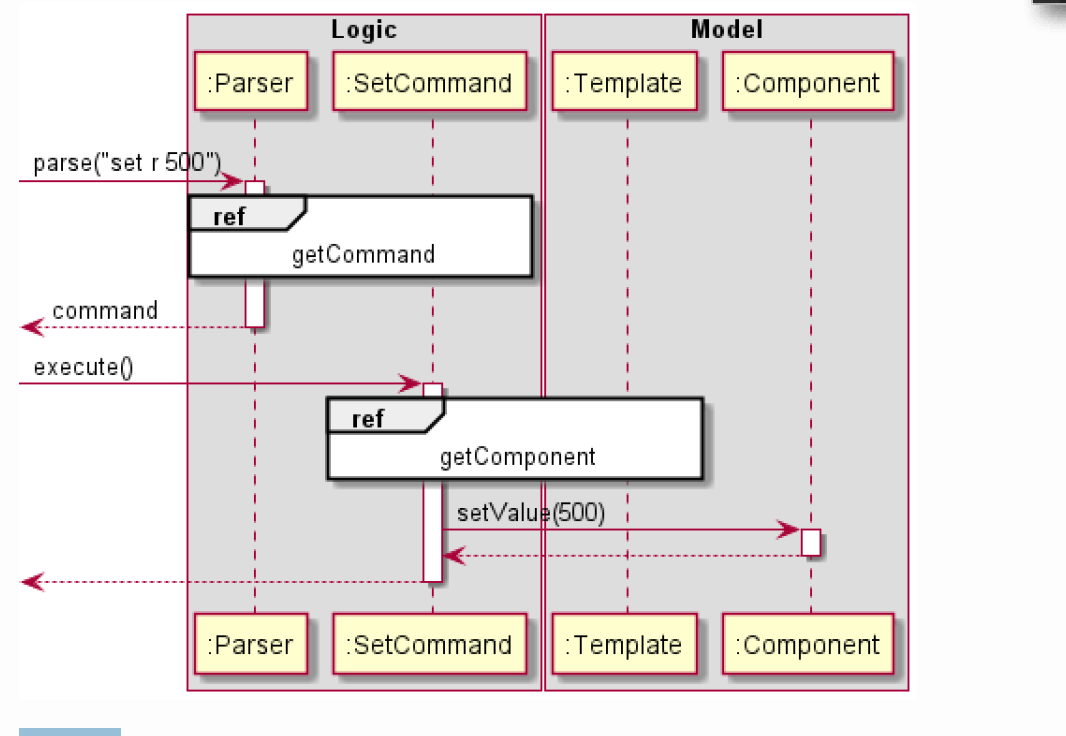 Logic
Model
:Parser
:SetCommand
:Template
:Component
parse("set r 500")
ref
getCommand
command
execute()
ref
getComponent
setValue(500)
:Parser
:SetCommand
:Template
:Component